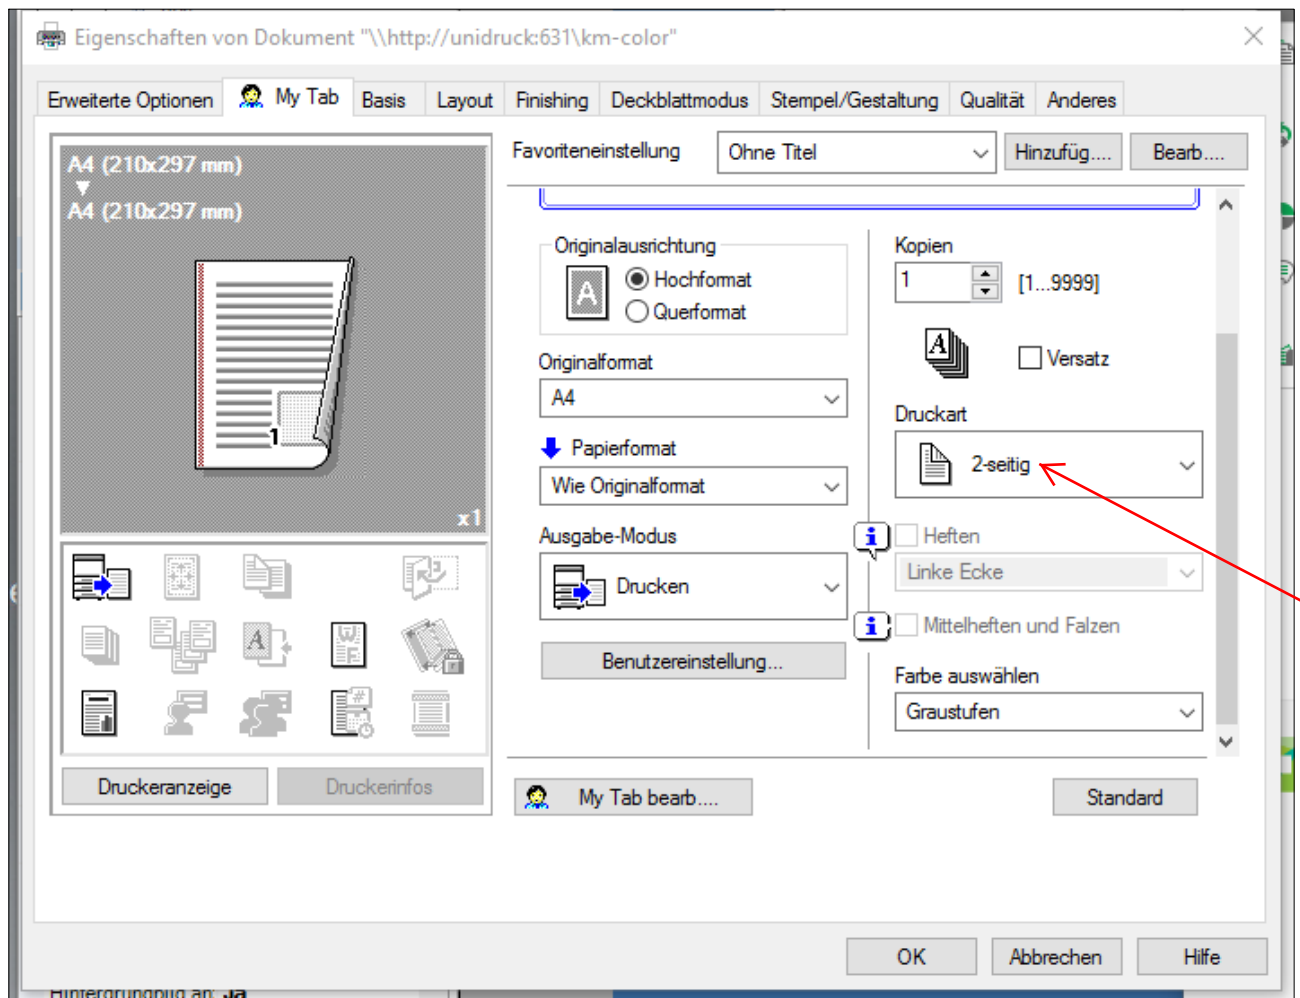 Eigenschaften von Dokument "\\http://unidruck:631\km-color"
Erweiterte Optionen My Tab Basis Layout Finishing Deckblattmodus Stempel/Gestaltung Qualität Anderes
A4 (210x297 mm)
A4 (210x297 mm)
1
x1
Druckeranzeige Druckerinfos
Favoriteneinstellung Ohne Titel Hinzufüg.... Bearb....
Originalausrichtung
A
Hochformat
Querformat
Originalformat
A4
Papierformat
Wie Originalformat
Ausgabe-Modus
Drucken
Benutzereinstellung...
Kopien
1 [1...9999]
A
Versatz
Druckart
2-seitig
Heften
Linke Ecke
Mittelheften und Falzen
Farbe auswählen
Graustufen
My Tab bearb.... Standard
OK Abbrechen Hilfe
Hintergrundbild an: Ja